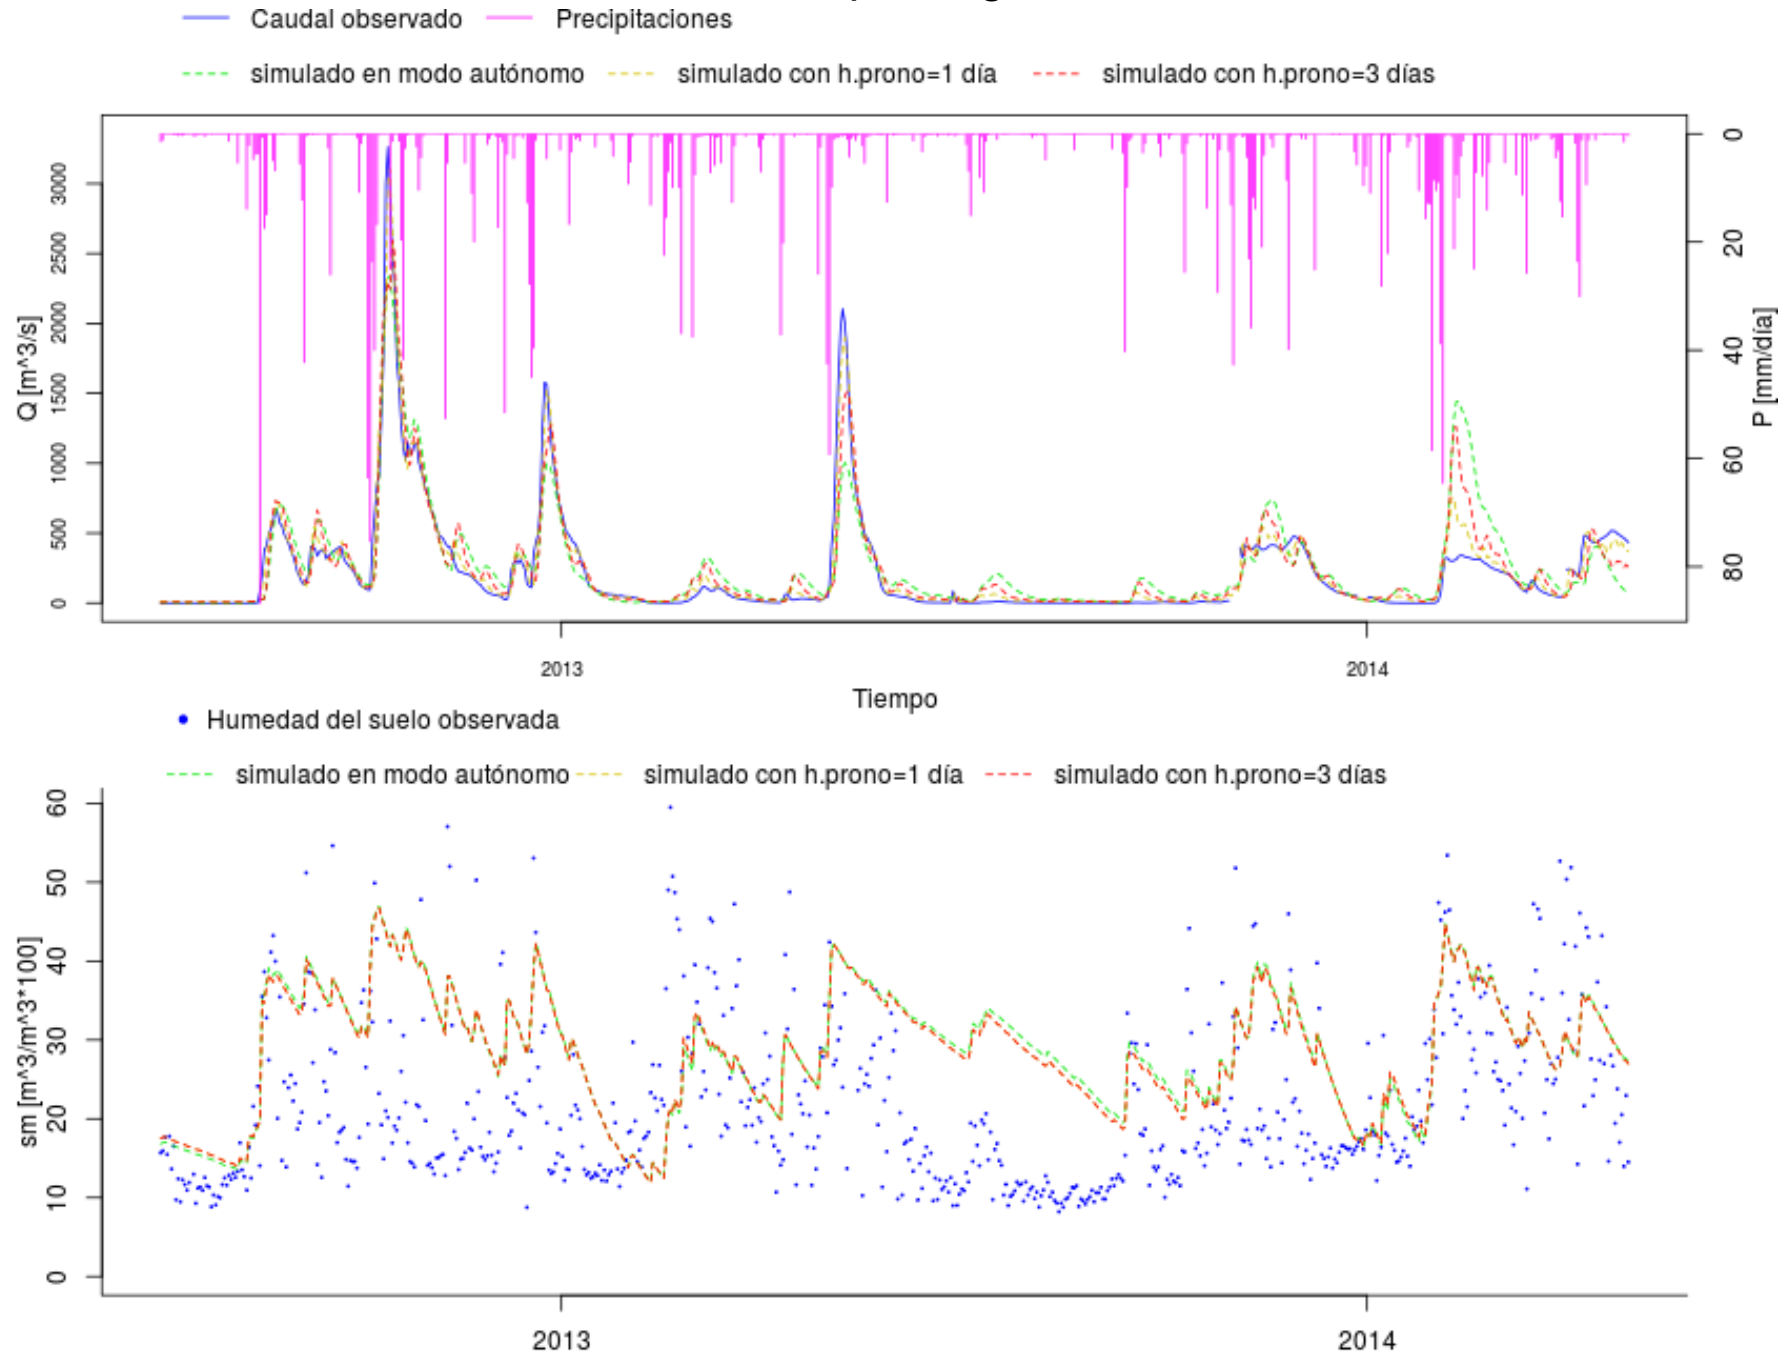 Caudal observado Precipitaciones
simulado en modo autónomo simulado con h.prono=1 día simulado con h.prono=3 días
Q [m^3/s]
0 500 1000 1500 2000 2500 3000
0 20 40 60 80
P [mm/día]
2013 2014
Tiempo
Humedad del suelo observada
simulado en modo autónomo simulado con h.prono=1 día simulado con h.prono=3 días
sm [m^3/m^3*100]
0 10 20 30 40 50 60
2013 2014